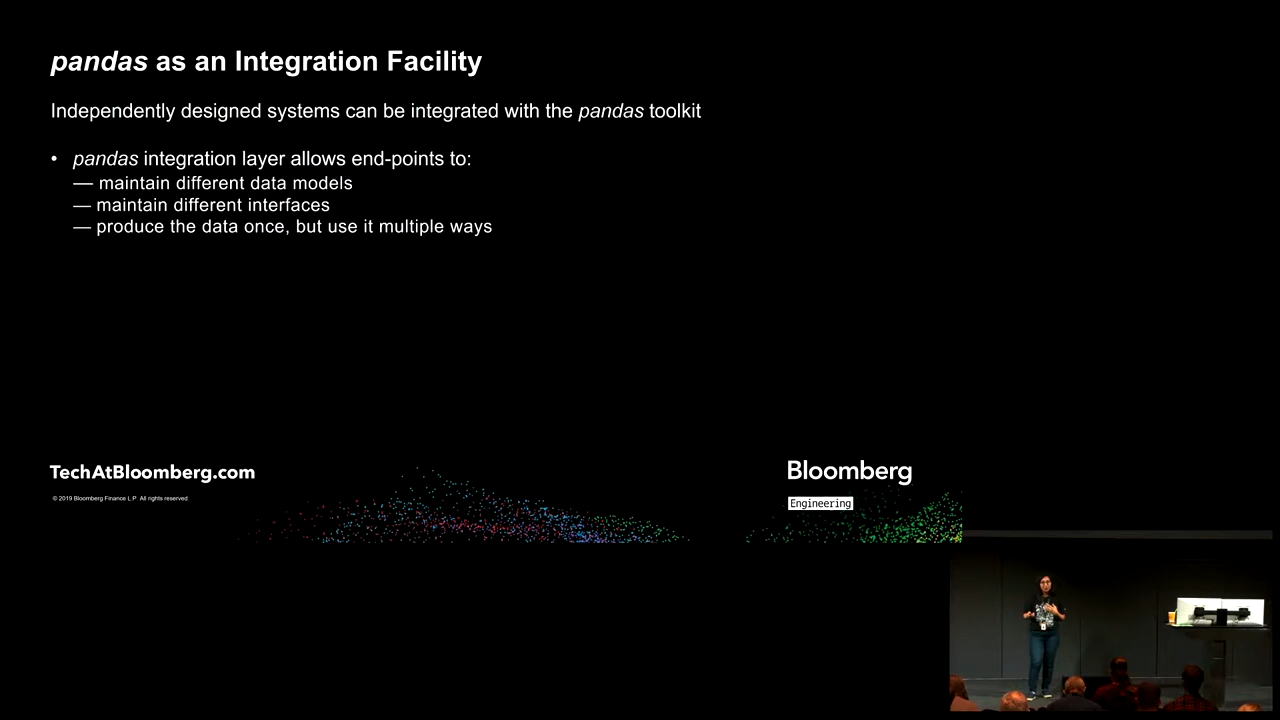 pandas as an Integration Facility
Independently designed systems can be integrated with the pandas toolkit
• pandas integration layer allows end-points to:
— maintain different data models
— maintain different interfaces
— produce the data once, but use it multiple ways
TechAtBloomberg.com
© 2019 Bloomberg Finance L.P. All rights reserved
Bloomberg
Engineering